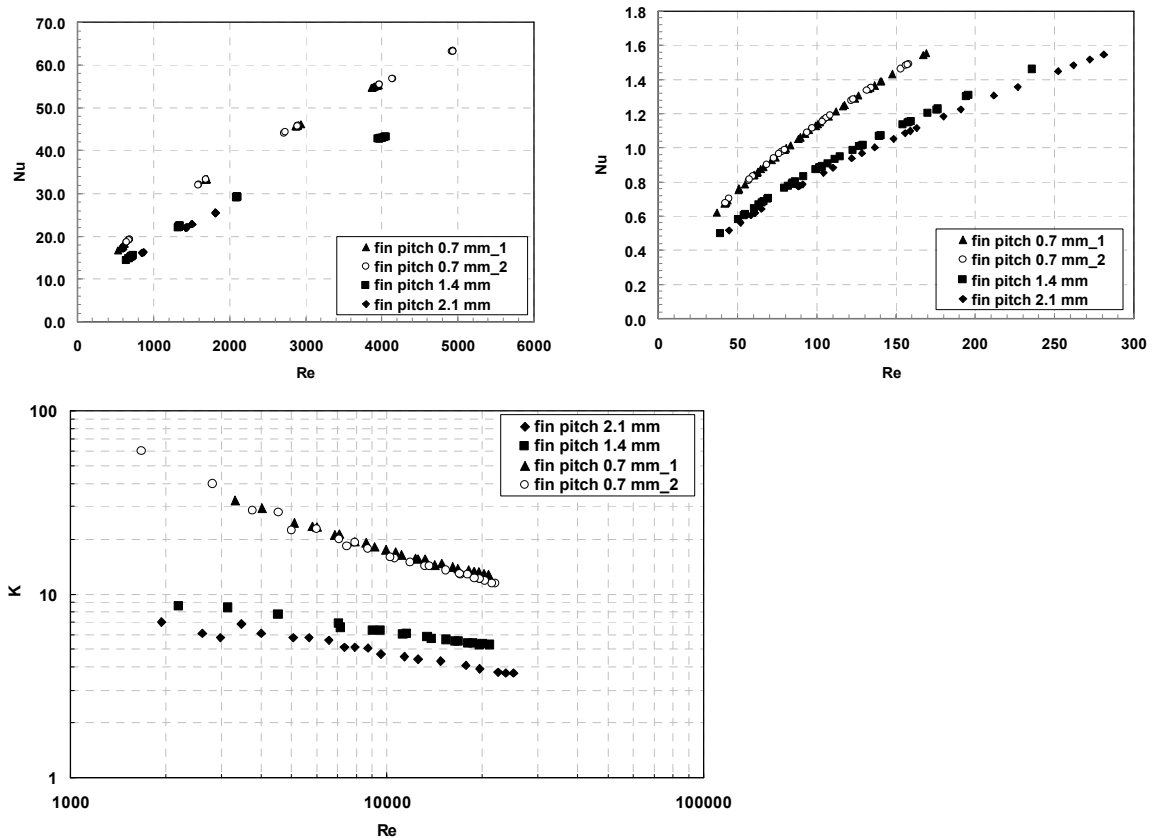 70.0
60.0
50.0
40.0
30.0
20.0
10.0
0.0
Nu
0 1000 2000 3000 4000 5000 6000
Re
fin pitch 0.7 mm_1
fin pitch 0.7 mm_2
fin pitch 1.4 mm
fin pitch 2.1 mm
1.8
1.6
1.4
1.2
1.0
0.8
0.6
0.4
0.2
0.0
Nu
0 50 100 150 200 250 300
Re
fin pitch 0.7 mm_1
fin pitch 0.7 mm_2
fin pitch 1.4 mm
fin pitch 2.1 mm
100
10
1
K
1000 10000 100000
Re
fin pitch 2.1 mm
fin pitch 1.4 mm
fin pitch 0.7 mm_1
fin pitch 0.7 mm_2